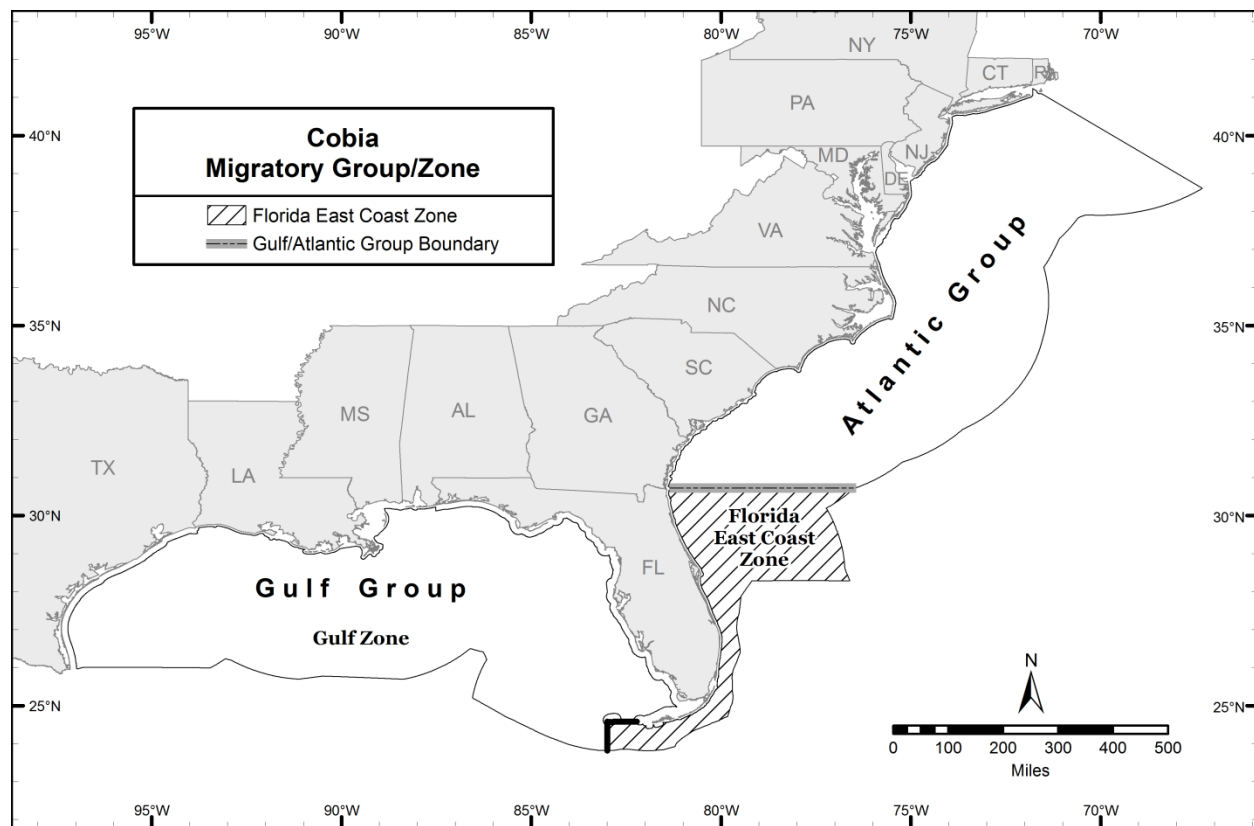 95°W 90°W 85°W 80°W 75°W 70°W
NY
CT
PA
40°N
40°N
Cobia
Migratory Group/Zone
MD
NJ
DE
Florida East Coast Zone
Gulf/Atlantic Group Boundary
VA
Atlantic Group
NC
35°N
35°N
SC
MS
AL
GA
TX
LA
30°N
30°N
Florida
East Coast
Zone
FL
Gulf Group
Gulf Zone
N
25°N
25°N
0 100 200 300 400 500
Miles
95°W 90°W 85°W 80°W 75°W 70°W